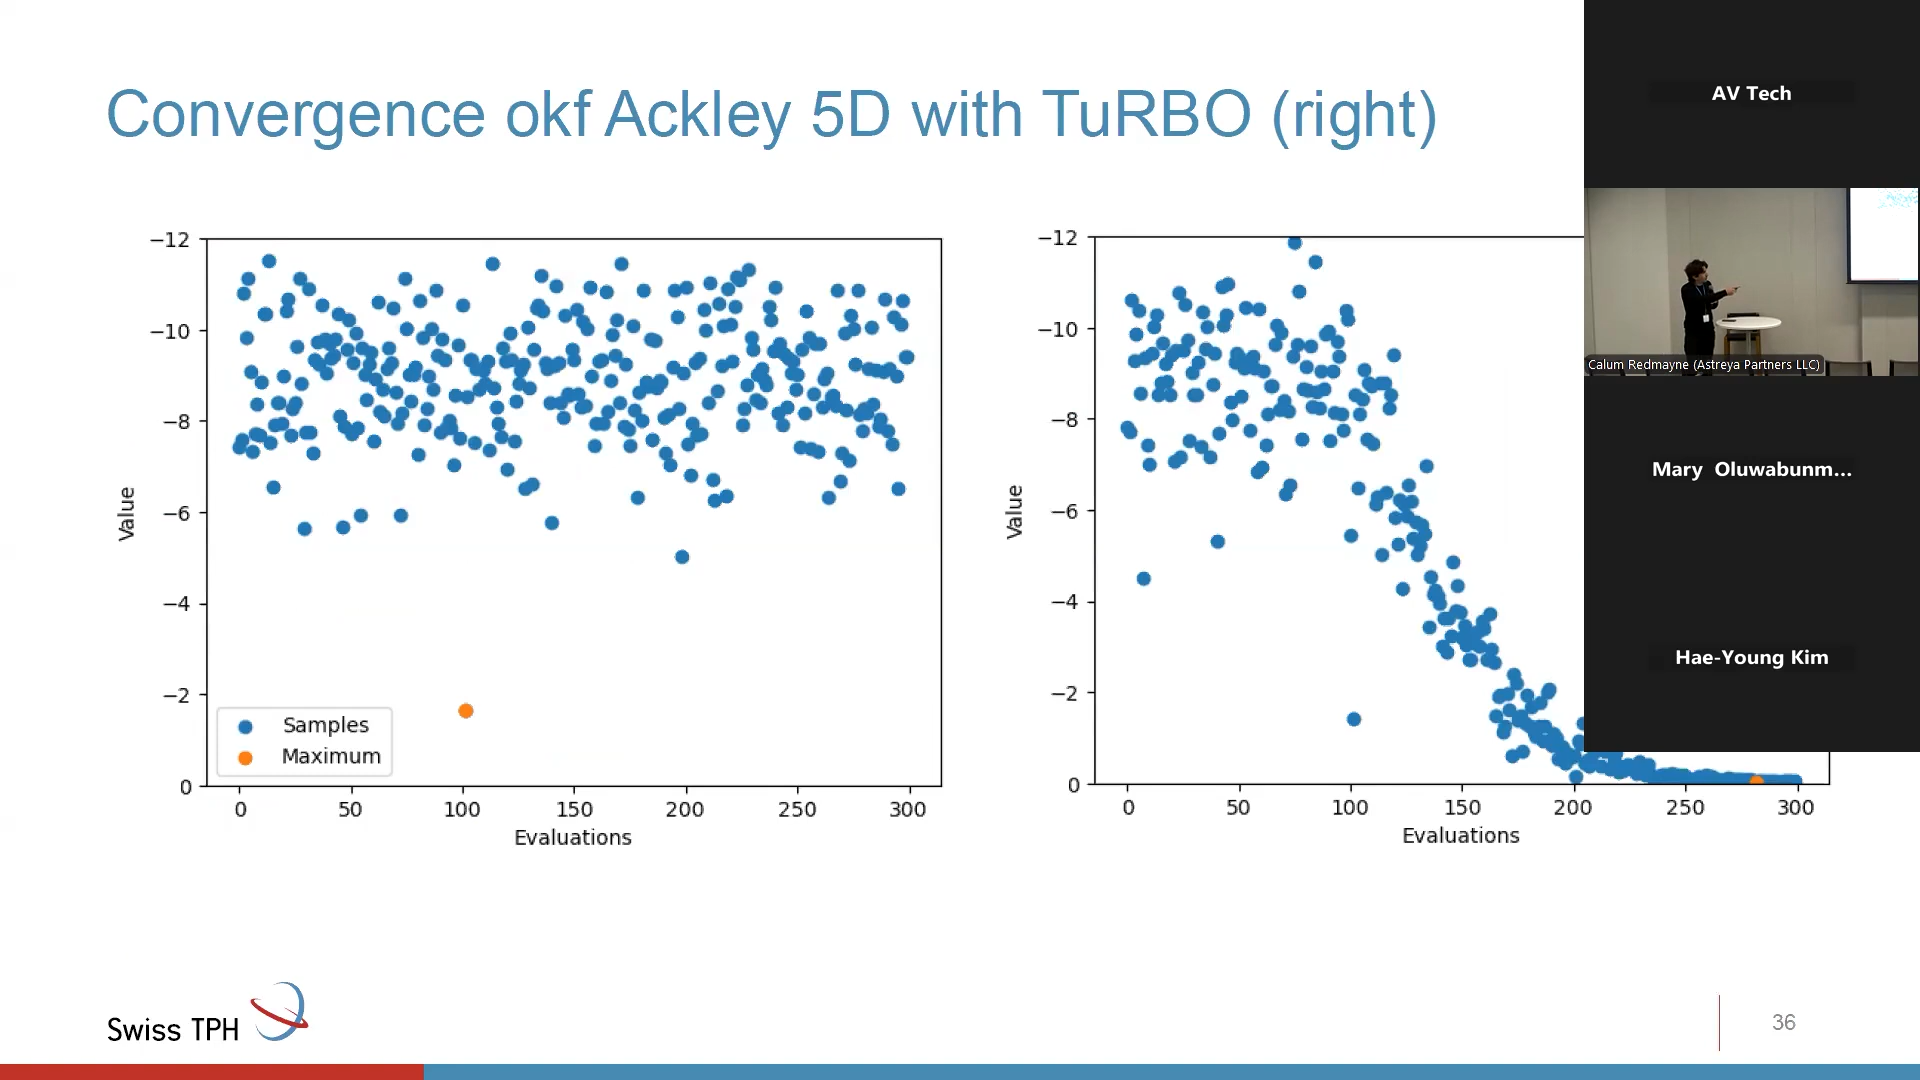 Convergence okf Ackley 5D with TuRBO (right)
−12
−10
−8
−6
−4
−2
0
Value
Samples
Maximum
0 50 100 150 200 250 300
Evaluations
−12
−10
−8
−6
−4
−2
0
Value
0 50 100 150 200 250 300
Evaluations
AV Tech
Calum Redmayne (Astreya Partners LLC)
Mary Oluwabunm...
Hae-Young Kim
Swiss TPH
36